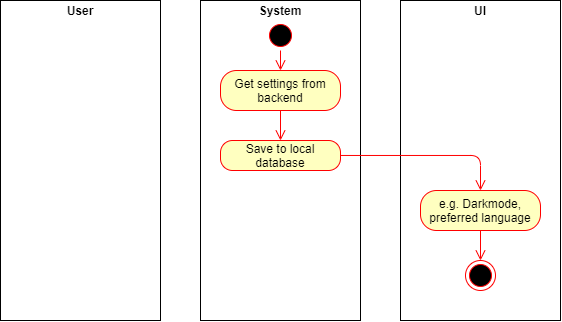 User
System
UI
Get settings from
backend
Save to local
database
e.g. Darkmode,
preferred language